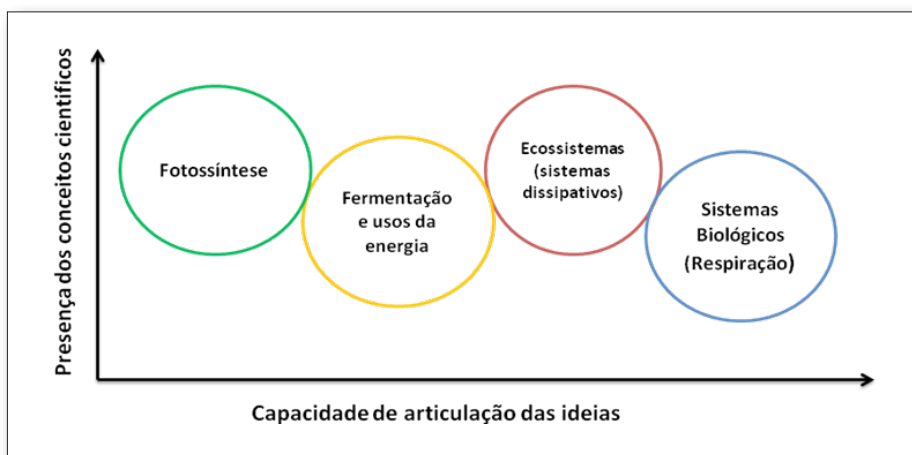 Presença dos conceitos científicos
Fotossíntese
Fermentação
e usos da
energia
Ecossistemas
(sistemas
dissipativos)
Sistemas
Biológicos
(Respiração)
Capacidade de articulação das ideias